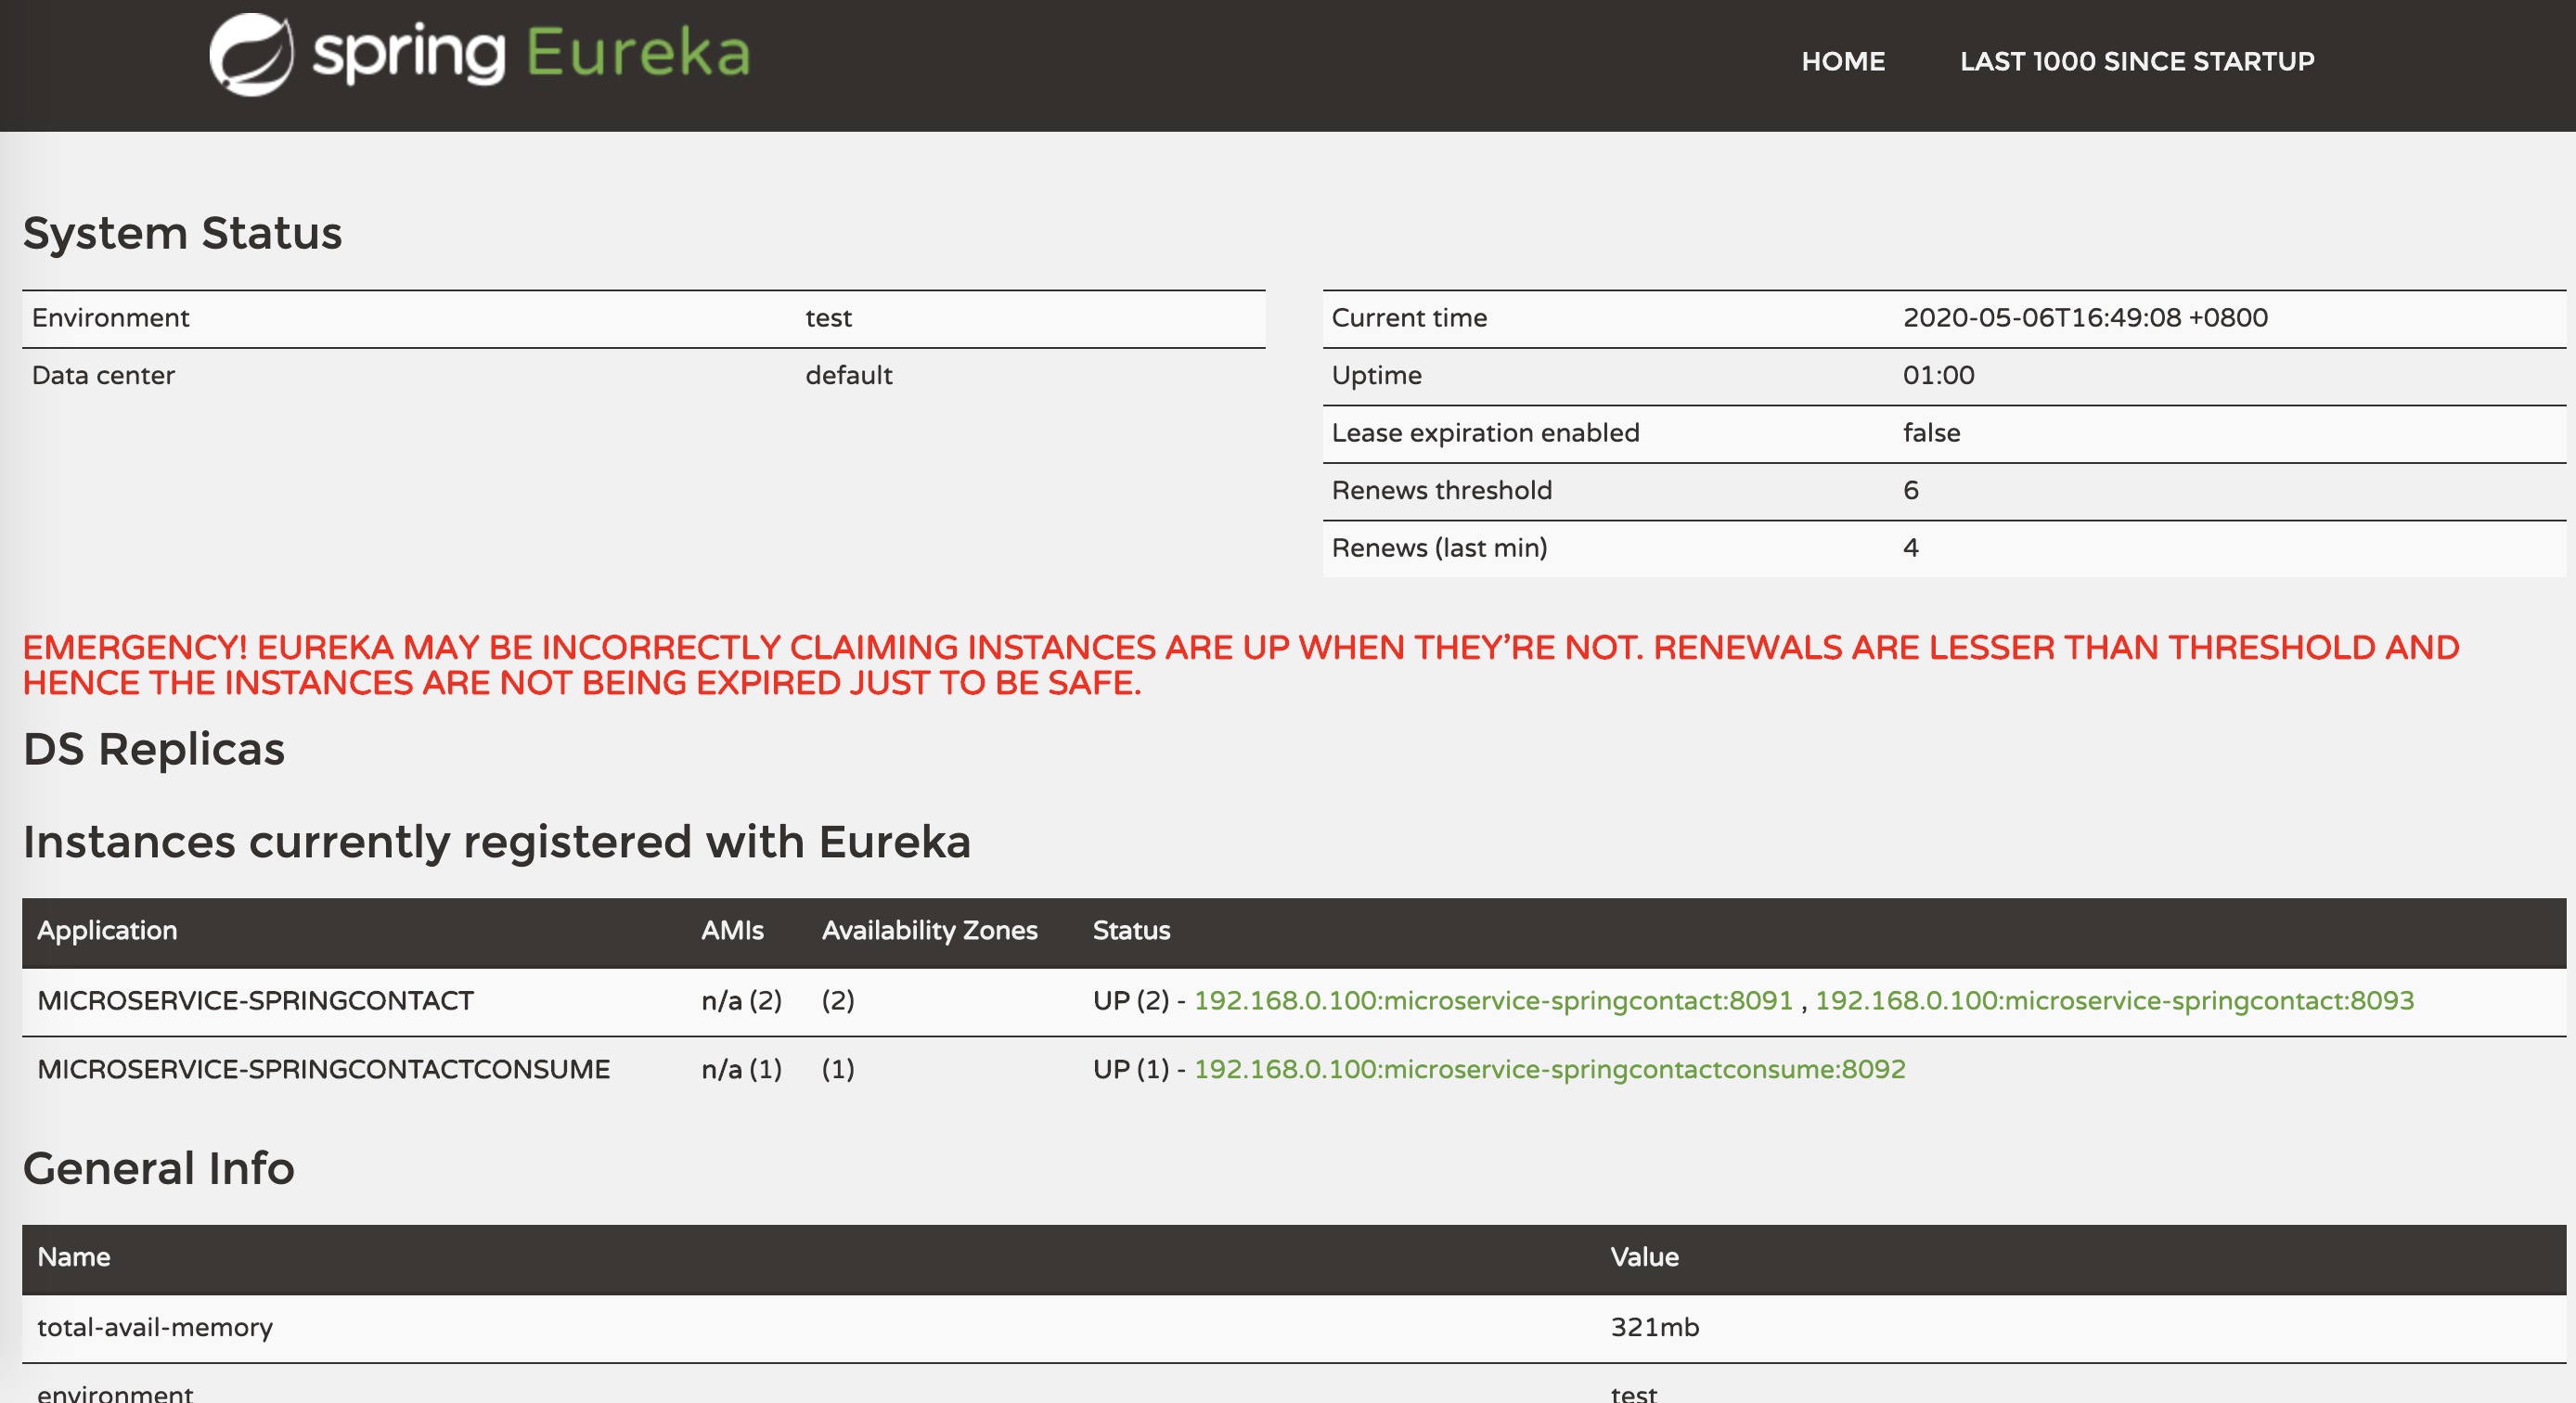 spring Eureka
HOME LAST 1000 SINCE STARTUP
System Status
Environment test
Data center default
Current time 2020-05-06T16:49:08 +0800
Uptime 01:00
Lease expiration enabled false
Renews threshold 6
Renews (last min) 4
EMERGENCY! EUREKA MAY BE INCORRECTLY CLAIMING INSTANCES ARE UP WHEN THEY'RE NOT. RENEWALS ARE LESSER THAN THRESHOLD AND
HENCE THE INSTANCES ARE NOT BEING EXPIRED JUST TO BE SAFE.
DS Replicas
Instances currently registered with Eureka
Application AMIs Availability Zones Status
MICROSERVICE-SPRINGCONTACT n/a (2) (2) UP (2) - 192.168.0.100:microservice-springcontact:8091 , 192.168.0.100:microservice-springcontact:8093
MICROSERVICE-SPRINGCONTACTCONSUME n/a (1) (1) UP (1) - 192.168.0.100:microservice-springcontactconsume:8092
General Info
Name Value
total-avail-memory 321mb
environment test